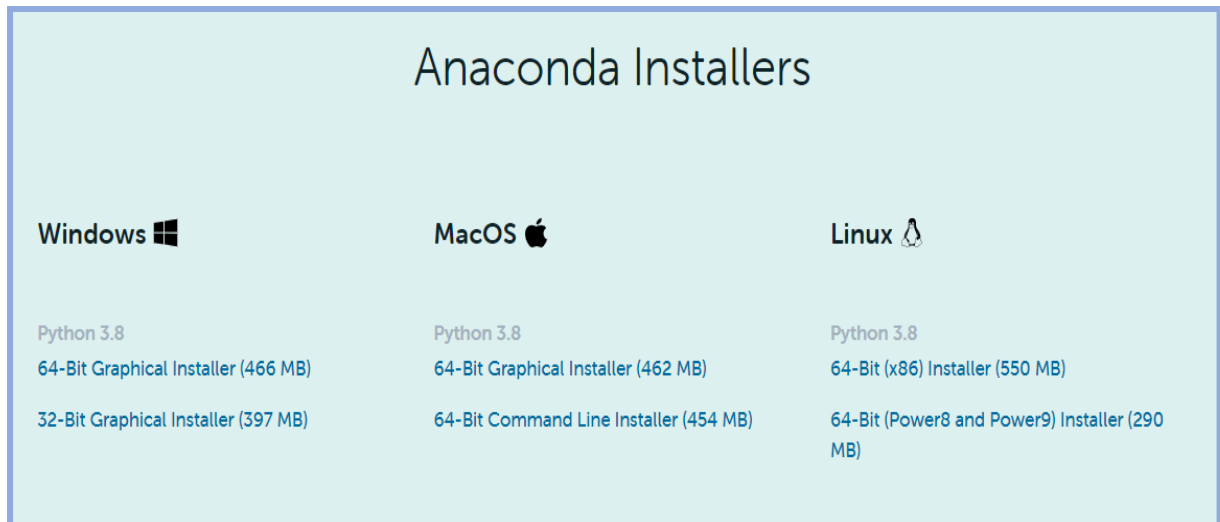 Anaconda Installers
Windows
MacOS
Linux
Python 3.8
64-Bit Graphical Installer (466 MB)
32-Bit Graphical Installer (397 MB)
Python 3.8
64-Bit Graphical Installer (462 MB)
64-Bit Command Line Installer (454 MB)
Python 3.8
64-Bit (x86) Installer (550 MB)
64-Bit (Power8 and Power9) Installer (290
MB)